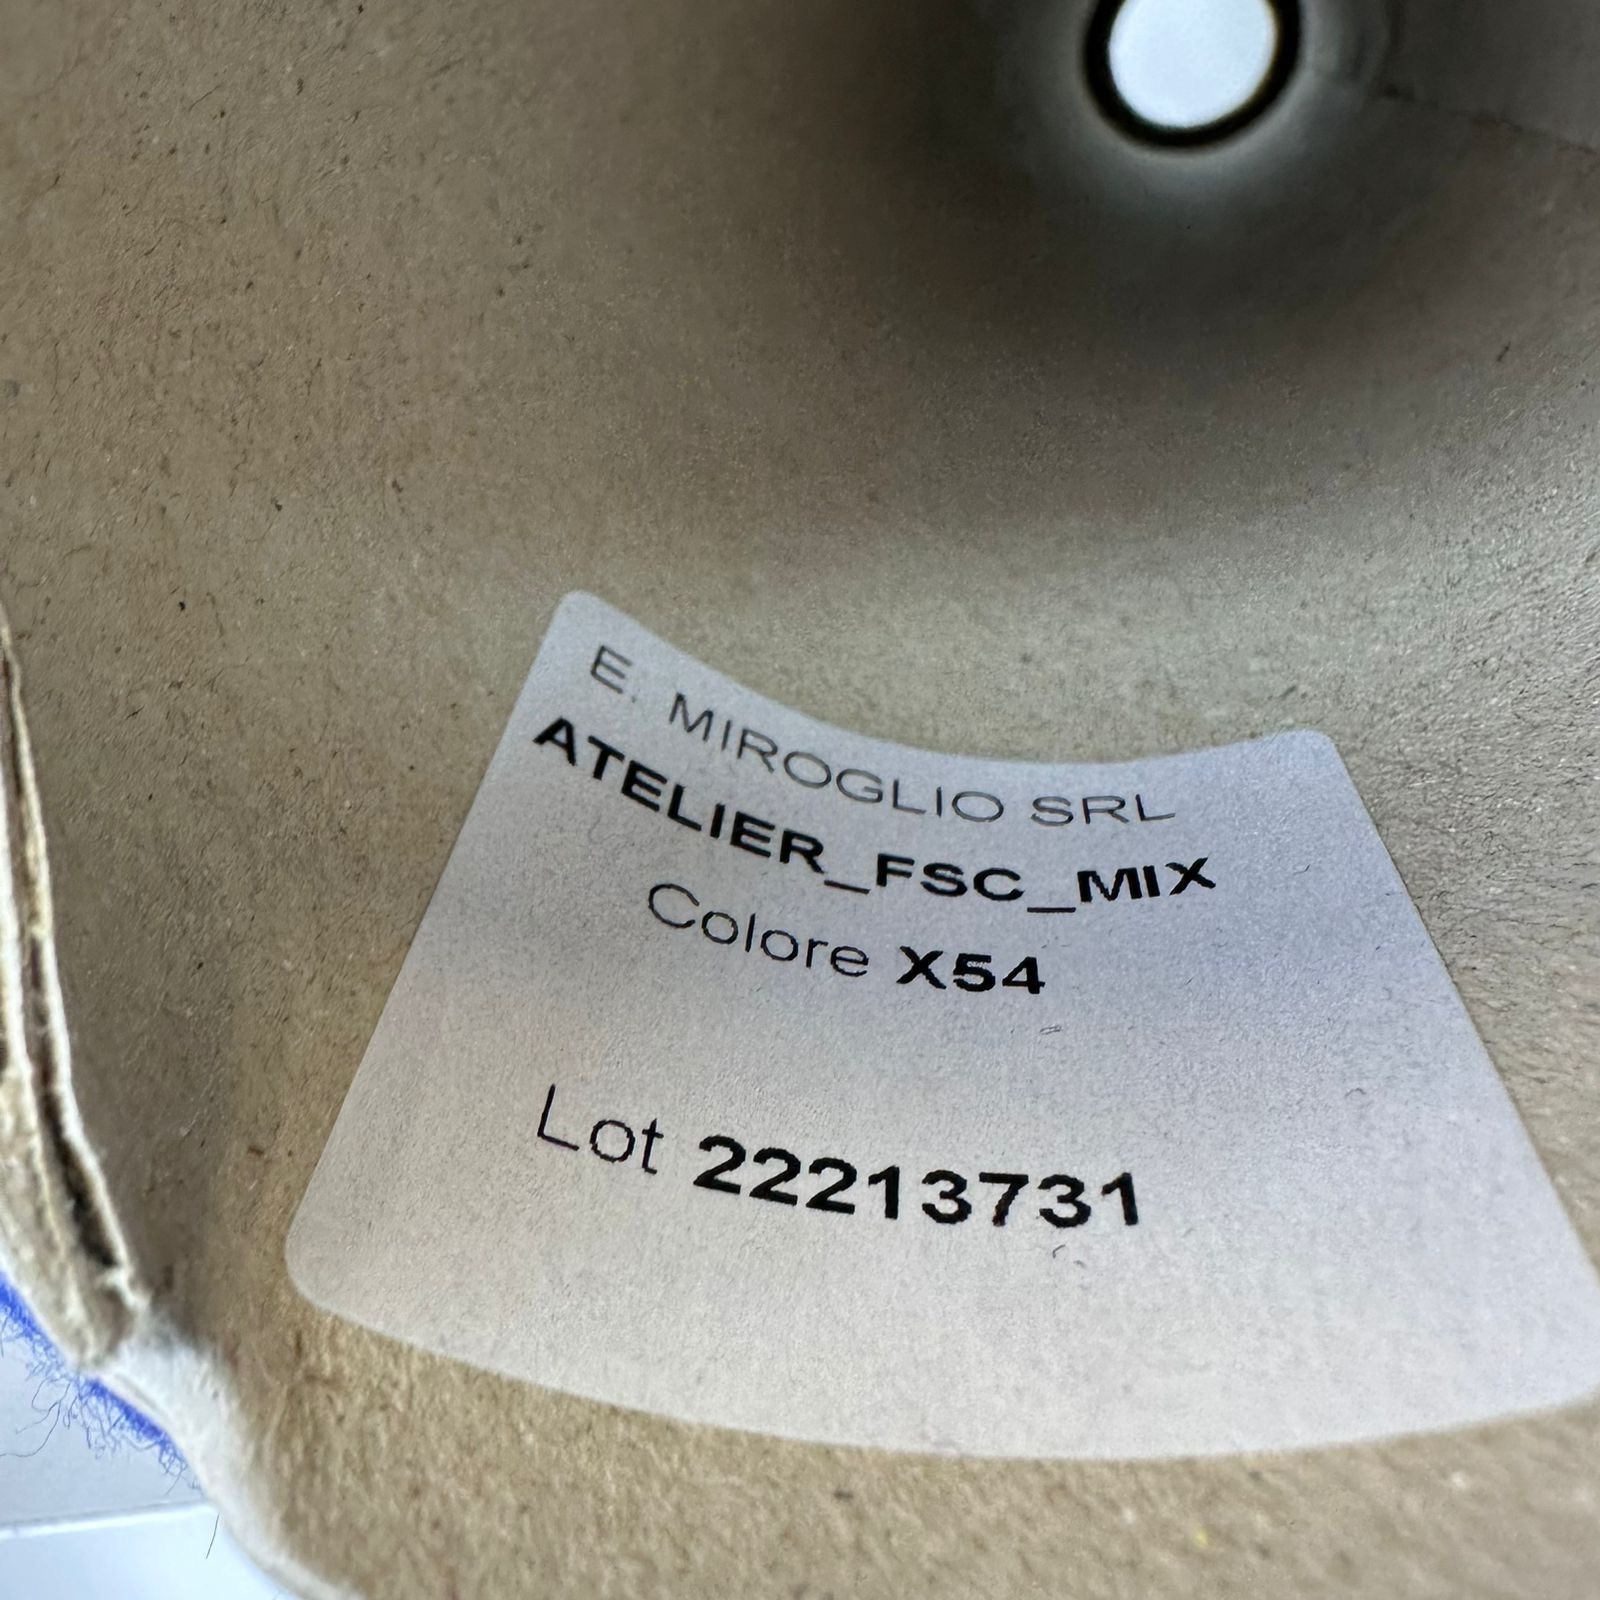 E. MIROGLIO SRL
ATELIER_FSC_MIX
Colore X54
Lot 22213731